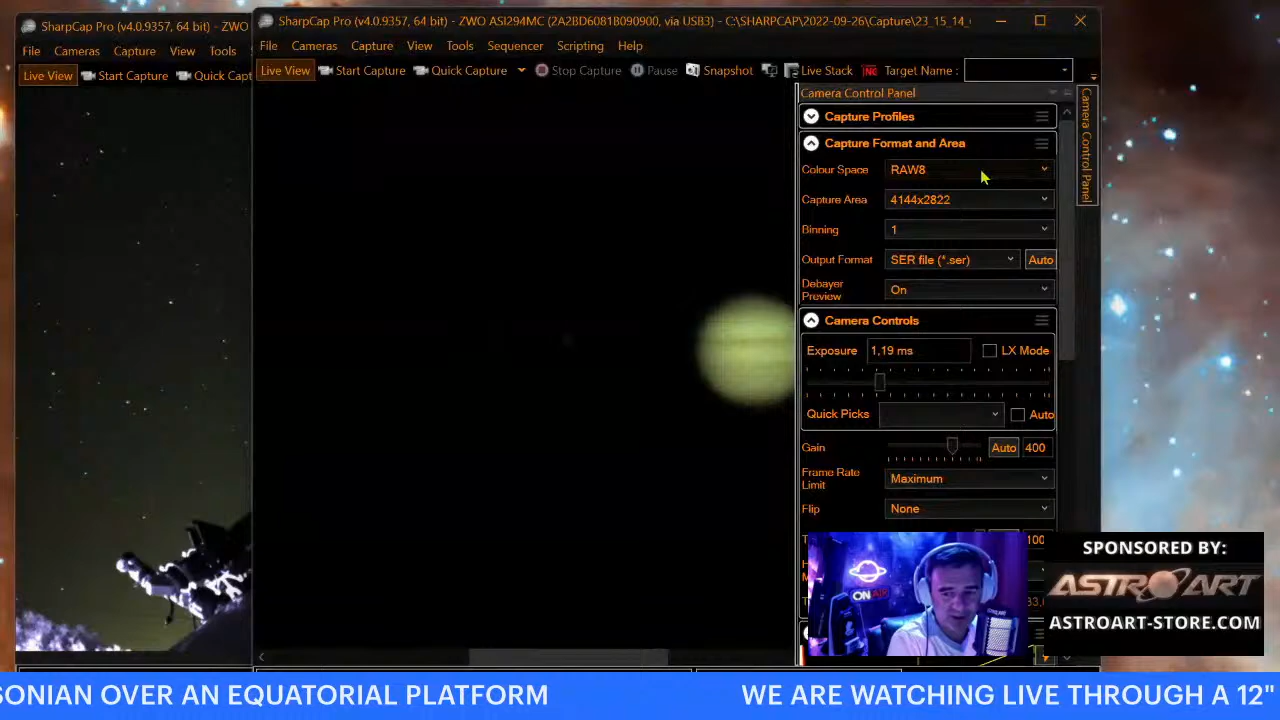 SharpCap Pro (v4.0.9357, 64 bit) - ZWO
File Cameras Capture View Tools
Live View Start Capture Quick Capt
SharpCap Pro (v4.0.9357, 64 bit) - ZWO ASI294MC (2A2BD6081B090900, via USB3) - C:\SHARPCAP\2022-09-26\Capture\23_15_14_
File Cameras Capture View Tools Sequencer Scripting Help
Live View Start Capture Quick Capture Stop Capture Pause Snapshot Live Stack NC Target Name :
Camera Control Panel
Camera Control Panel
Capture Profiles
Capture Format and Area
Colour Space RAW8
Capture Area 4144x2822
Binning 1
Output Format SER file (*.ser) Auto
Debayer Preview On
Camera Controls
Exposure 1,19 ms LX Mode
Quick Picks Auto
Gain Auto 400
Frame Rate Limit Maximum
Flip None
ON AIR
SPONSORED BY:
ASTROART
ASTROART-STORE.COM
SONIAN OVER AN EQUATORIAL PLATFORM WE ARE WATCHING LIVE THROUGH A 12"